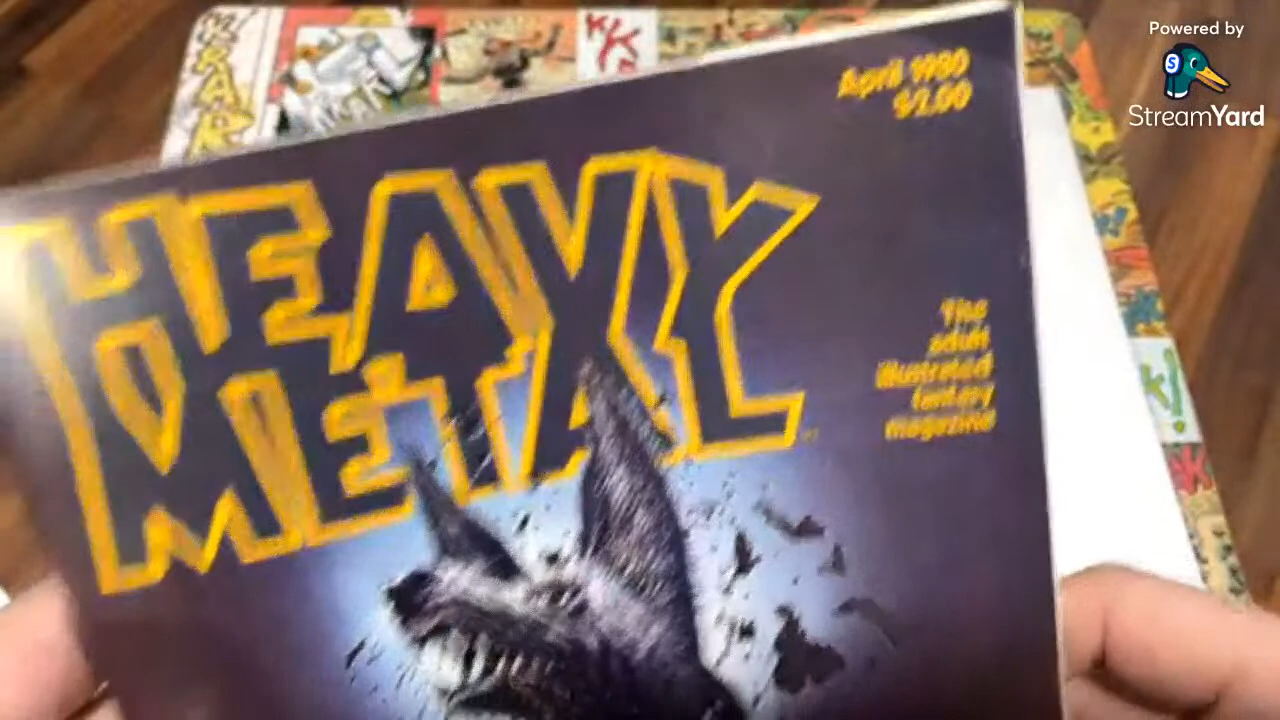 Powered by
StreamYard
April 1980
$2.00
HEAVY
METAL
The
adult
illustrated
fantasy
magazine